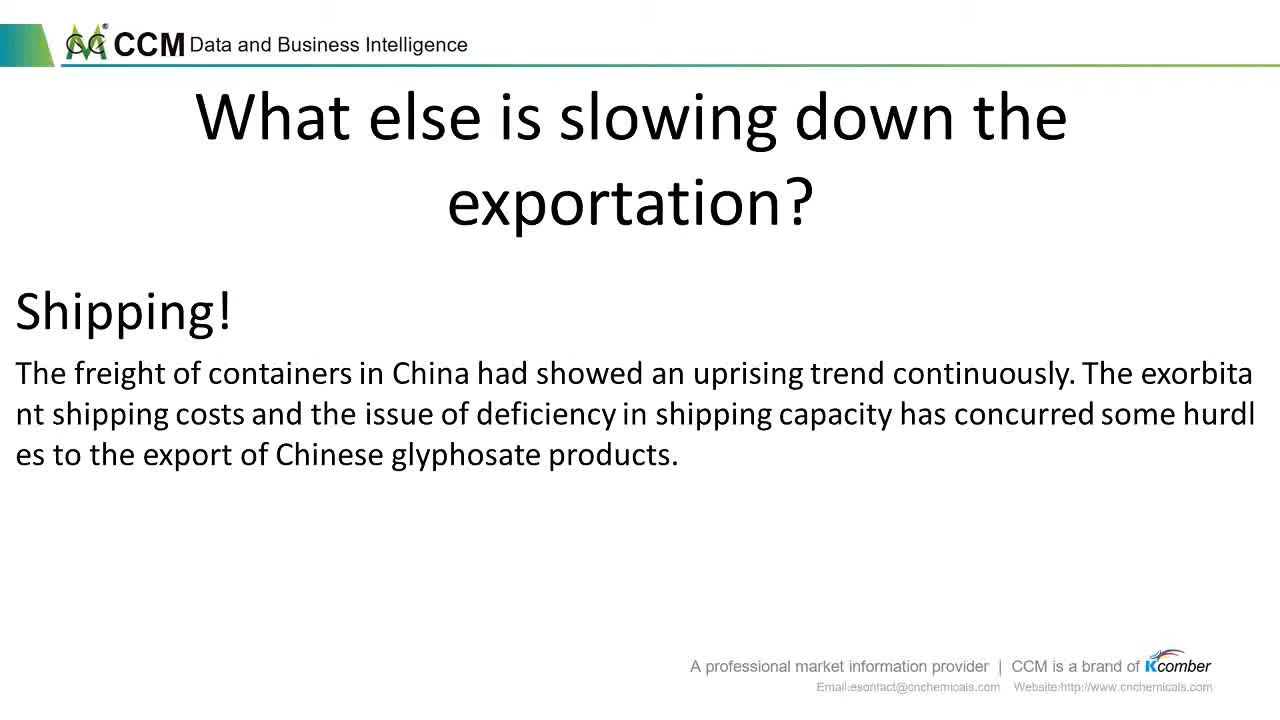 CCM Data and Business Intelligence
What else is slowing down the
exportation?
Shipping!
The freight of containers in China had showed an uprising trend continuously. The exorbita
nt shipping costs and the issue of deficiency in shipping capacity has concurred some hurdl
es to the export of Chinese glyphosate products.
A professional market information provider | CCM is a brand of Kcomber
Email:esontact@cnchemicals.com Website:http://www.cnchemicals.com